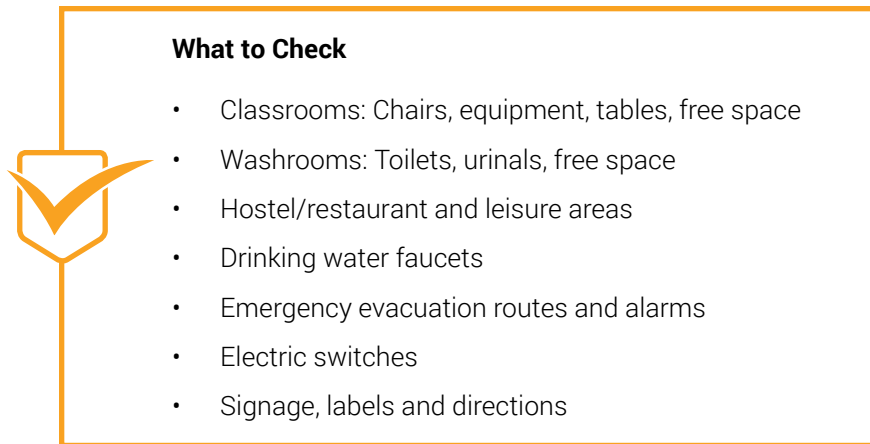 What to Check
• Classrooms: Chairs, equipment, tables, free space
• Washrooms: Toilets, urinals, free space
• Hostel/restaurant and leisure areas
• Drinking water faucets
• Emergency evacuation routes and alarms
• Electric switches
• Signage, labels and directions